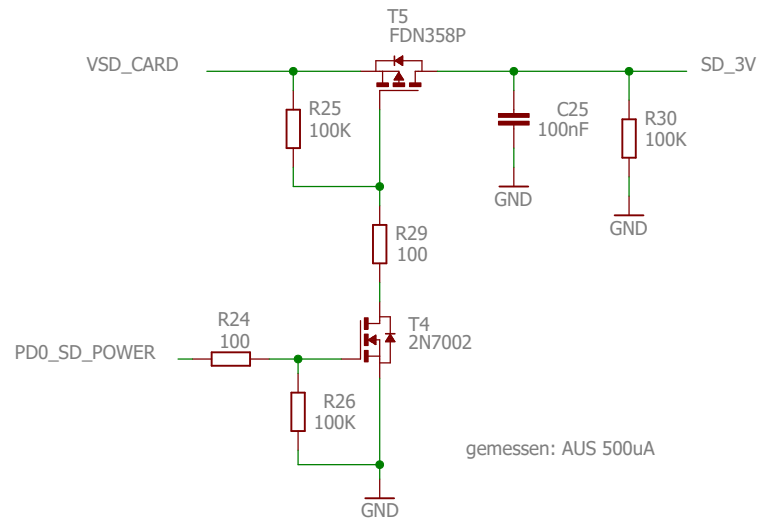 T5
FDN358P
VSD_CARD
SD_3V
R25
100K
C25
100nF
R30
100K
GND
GND
R29
100
R24
100
T4
2N7002
PD0_SD_POWER
R26
100K
gemessen: AUS 500uA
GND